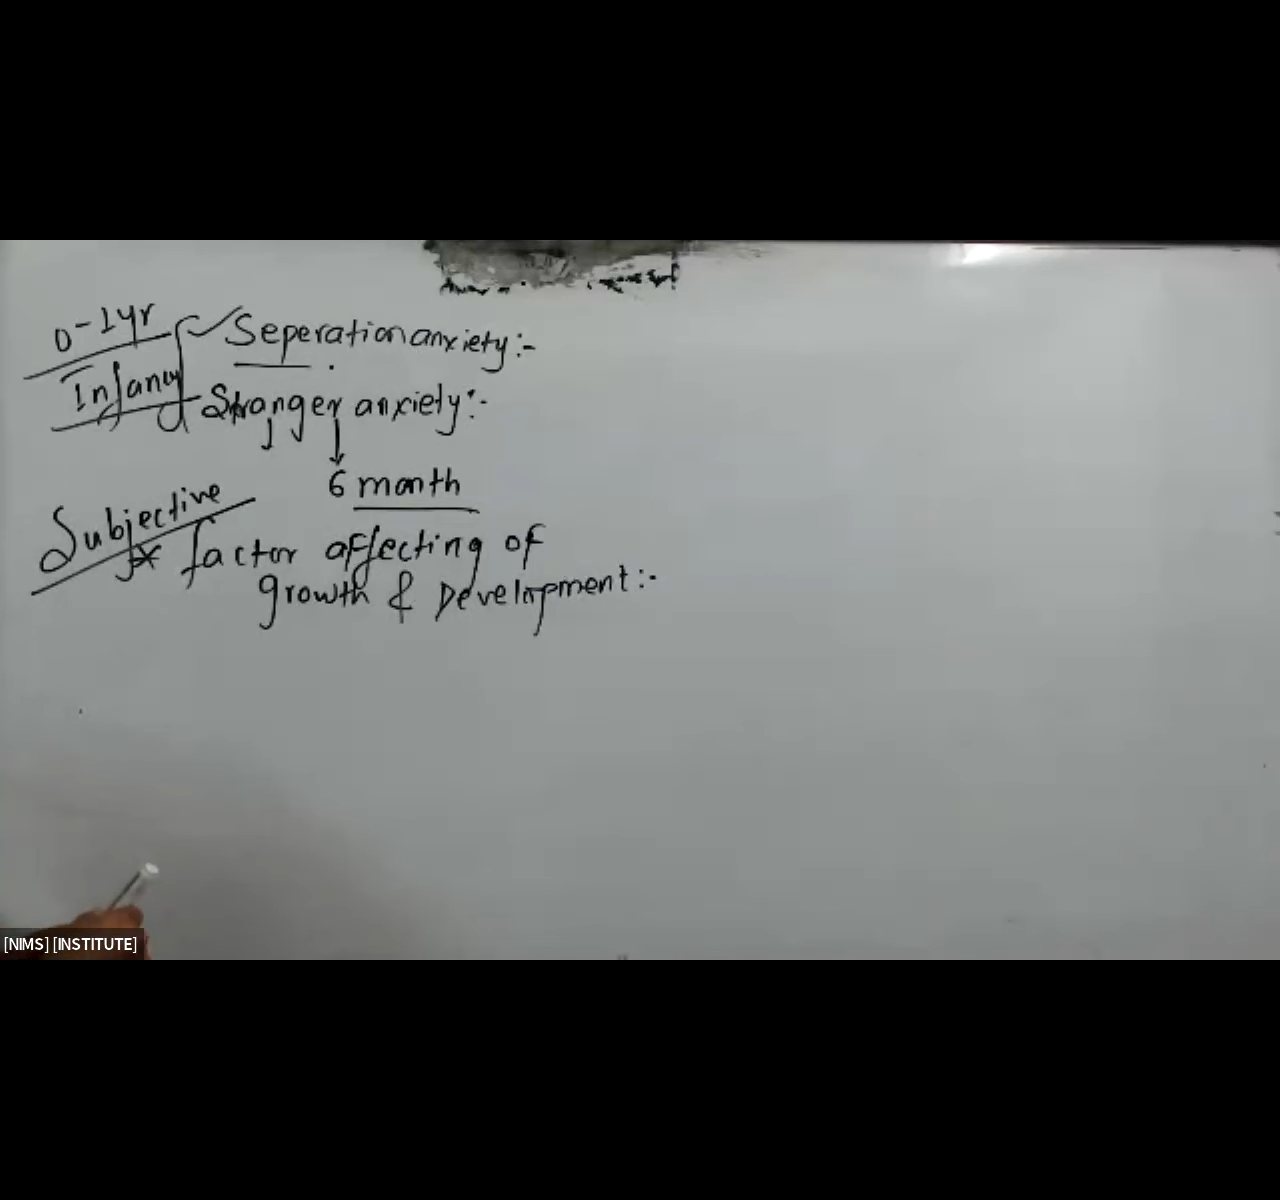 0-1yr
Infancy
Seperation anxiety:-
Stranger anxiety:-
6 month
Subjective
* factor affecting of
growth & Development:-
[NIMS] [INSTITUTE]